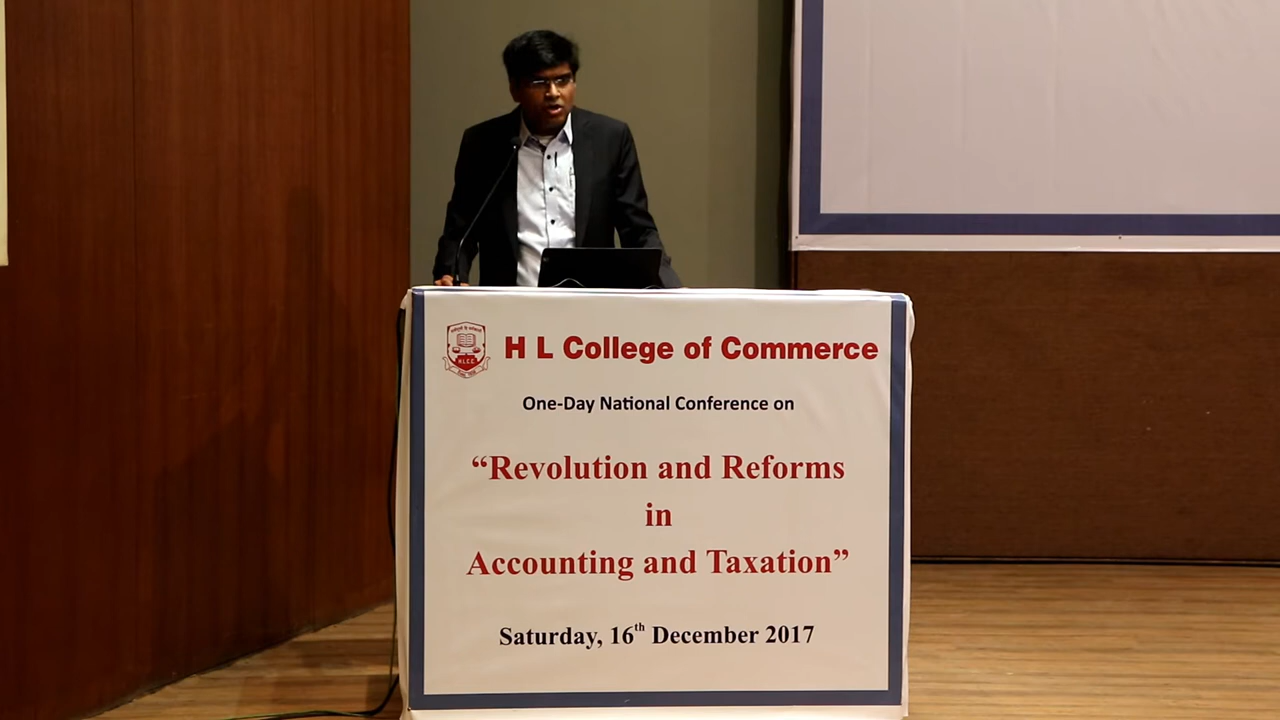 H.L.C.C.
H L College of Commerce
One-Day National Conference on
“Revolution and Reforms
in
Accounting and Taxation”
Saturday, 16th December 2017